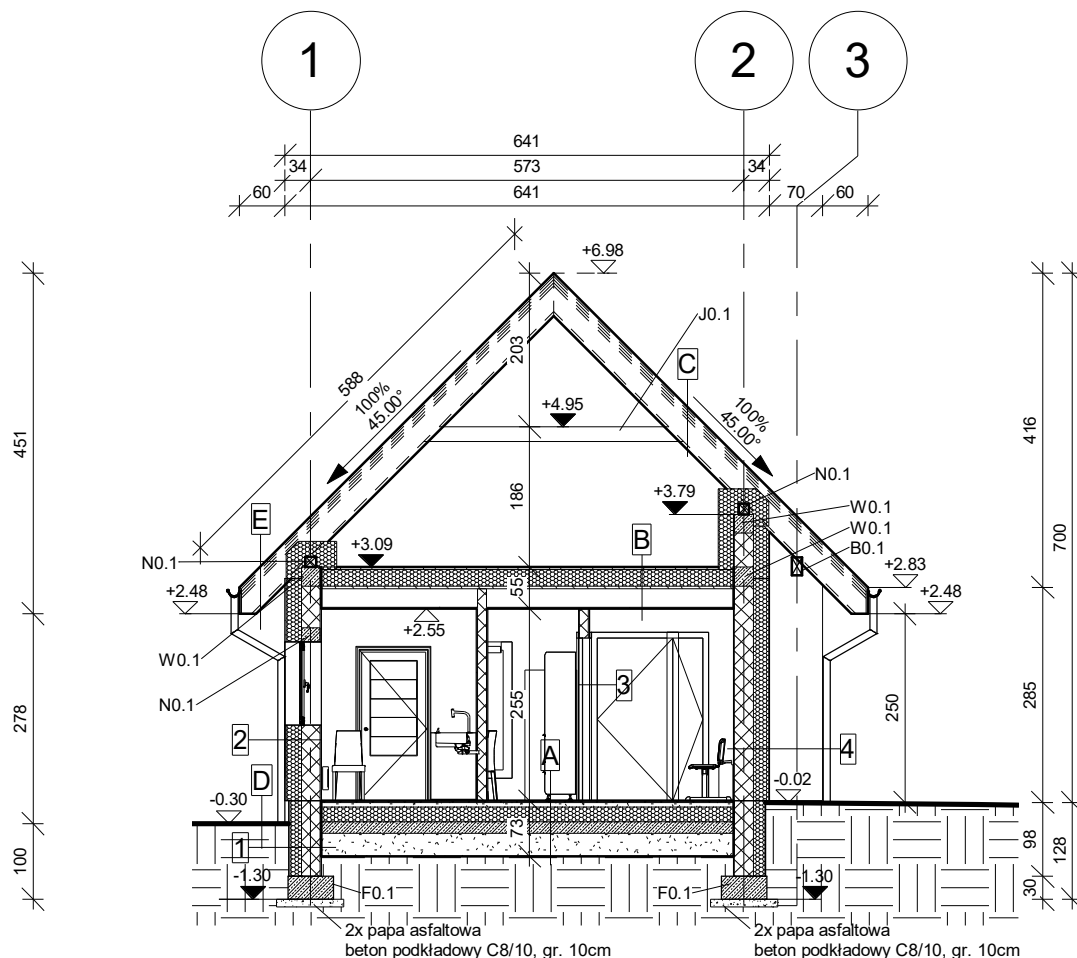 1
2
3
641
34
573
34
60
641
70
60
+6.98
J0.1
203
C
588
100%
45.00°
100%
45.00°
+4.95
451
416
N0.1
+3.79
186
W0.1
E
W0.1
700
B
+3.09
B0.1
N0.1
+2.83
55
+2.48
+2.48
+2.55
W0.1
3
N0.1
255
278
250
285
2
4
A
D
-0.02
-0.30
73
1
98
128
100
-1.30
F0.1
F0.1
-1.30
30
2x papa asfaltowa
beton podkładowy C8/10, gr. 10cm
2x papa asfaltowa
beton podkładowy C8/10, gr. 10cm